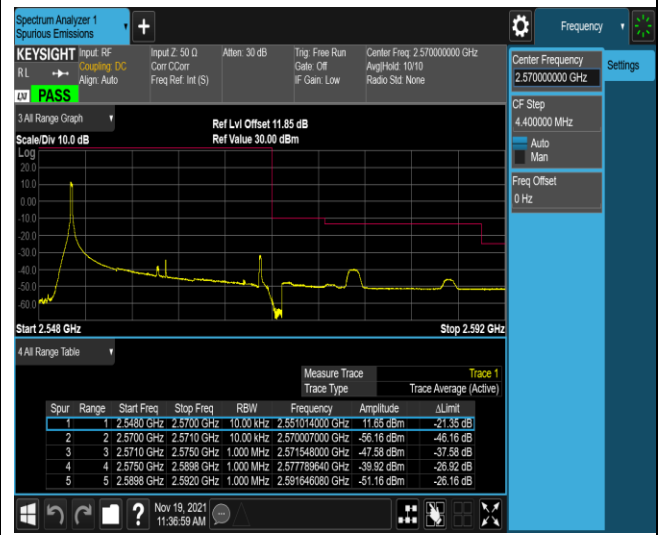 Spectrum Analyzer 1
Spurious Emissions
Frequency
KEYSIGHT
RL
Input: RF
Coupling: DC
Align: Auto
Input Z: 50 Ω
Corr CCorr
Freq Ref: Int (S)
Atten: 30 dB
Trig: Free Run
Gate: Off
IF Gain: Low
Center Freq: 2.570000000 GHz
Avg|Hold: 10/10
Radio Std: None
LXI PASS
Center Frequency
2.570000000 GHz
Settings
CF Step
4.400000 MHz
Auto
Man
Freq Offset
0 Hz
3 All Range Graph
Scale/Div 10.0 dB
Ref Lvl Offset 11.85 dB
Ref Value 30.00 dBm
Log
20.0
10.0
0.00
-10.0
-20.0
-30.0
-40.0
-50.0
-60.0
Start 2.548 GHz
Stop 2.592 GHz
4 All Range Table
Measure Trace Trace 1
Trace Type Trace Average (Active)
Spur Range Start Freq Stop Freq RBW Frequency Amplitude ΔLimit
1 1 2.5480 GHz 2.5700 GHz 10.00 kHz 2.551014000 GHz 11.65 dBm -21.35 dB
2 2 2.5700 GHz 2.5710 GHz 10.00 kHz 2.570007000 GHz -56.16 dBm -46.16 dB
3 3 2.5710 GHz 2.5750 GHz 1.000 MHz 2.571548000 GHz -47.58 dBm -37.58 dB
4 4 2.5750 GHz 2.5898 GHz 1.000 MHz 2.577789640 GHz -39.92 dBm -26.92 dB
5 5 2.5898 GHz 2.5920 GHz 1.000 MHz 2.591646080 GHz -51.16 dBm -26.16 dB
Nov 19, 2021
11:36:59 AM